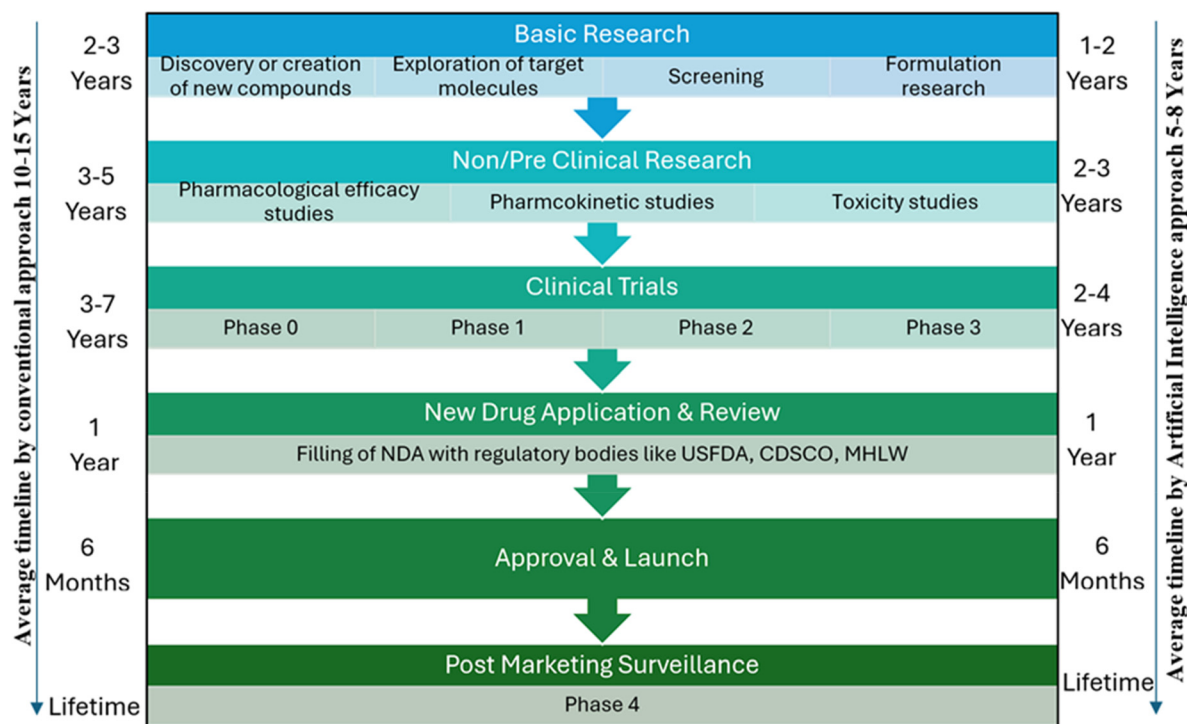 Average timeline by conventional approach 10-15 Years
Average timeline by Artificial Intelligence approach 5-8 Years
2-3
Years
Basic Research
Discovery or creation
of new compounds
Exploration of target
molecules
Screening
Formulation
research
1-2
Years
3-5
Years
Non/Pre Clinical Research
Pharmacological efficacy
studies
Pharmcokinetic studies
Toxicity studies
2-3
Years
3-7
Years
Clinical Trials
Phase 0
Phase 1
Phase 2
Phase 3
2-4
Years
1
Year
New Drug Application & Review
Filling of NDA with regulatory bodies like USFDA, CDSCO, MHLW
1
Year
6
Months
Approval & Launch
6
Months
Lifetime
Post Marketing Surveillance
Phase 4
Lifetime